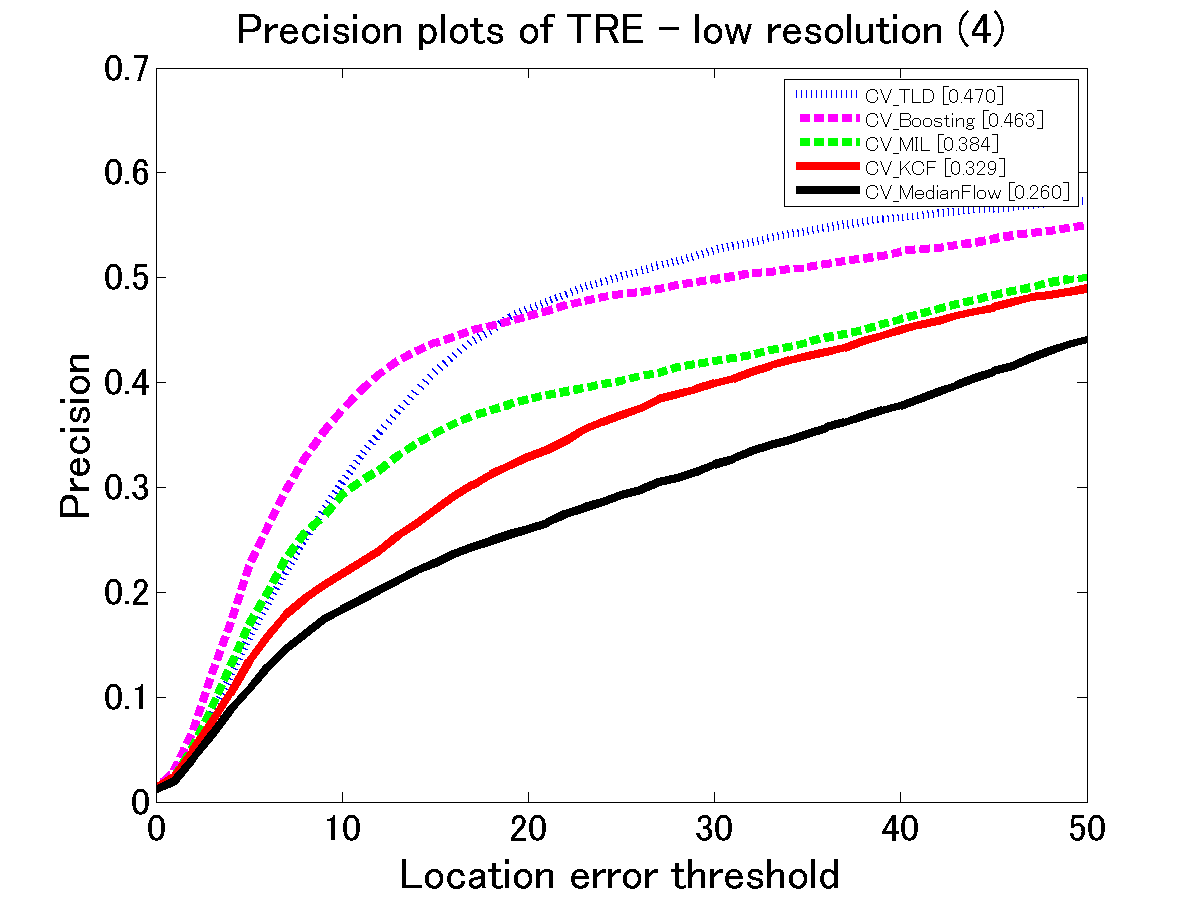 Precision plots of TRE - low resolution (4)
0.7
0.6
0.5
0.4
0.3
0.2
0.1
0
Precision
CV_TLD [0.470]
CV_Boosting [0.463]
CV_MIL [0.384]
CV_KCF [0.329]
CV_MedianFlow [0.260]
0 10 20 30 40 50
Location error threshold